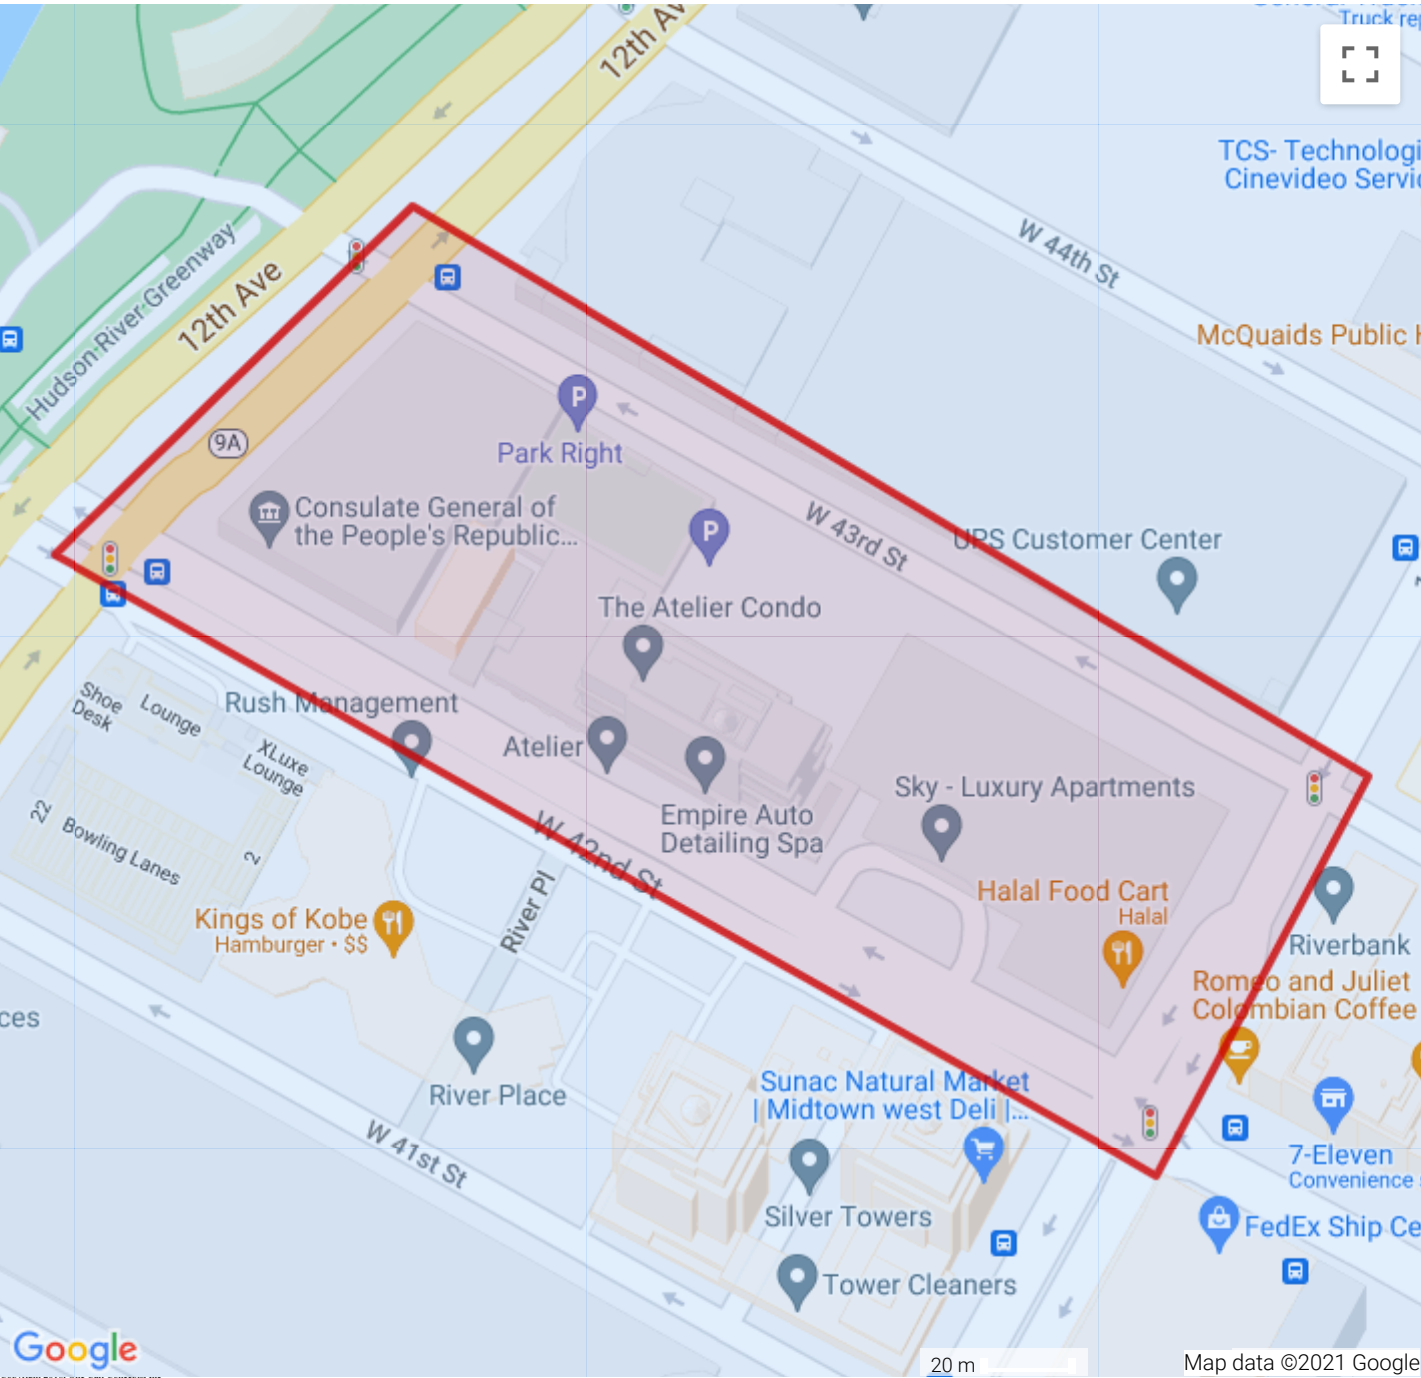 12th Ave
Truck rep
TCS- Technologi
Cinevideo Servic
W 44th St
Hudson River Greenway
12th Ave
McQuaids Public H
9A
P
Park Right
Consulate General of
the People's Republic...
P
W 43rd St
UPS Customer Center
The Atelier Condo
Rush Management
Shoe
Desk
Lounge
XLuxe
Lounge
Atelier
Sky - Luxury Apartments
22
Bowling Lanes
2
Empire Auto
Detailing Spa
W 42nd St
Halal Food Cart
Halal
Kings of Kobe
Hamburger • $$
River Pl
Riverbank
Romeo and Juliet
Colombian Coffee
ces
River Place
Sunac Natural Market
| Midtown west Deli |...
W 41st St
7-Eleven
Convenience s
Silver Towers
FedEx Ship Ce
Tower Cleaners
Google
20 m
Map data ©2021 Google